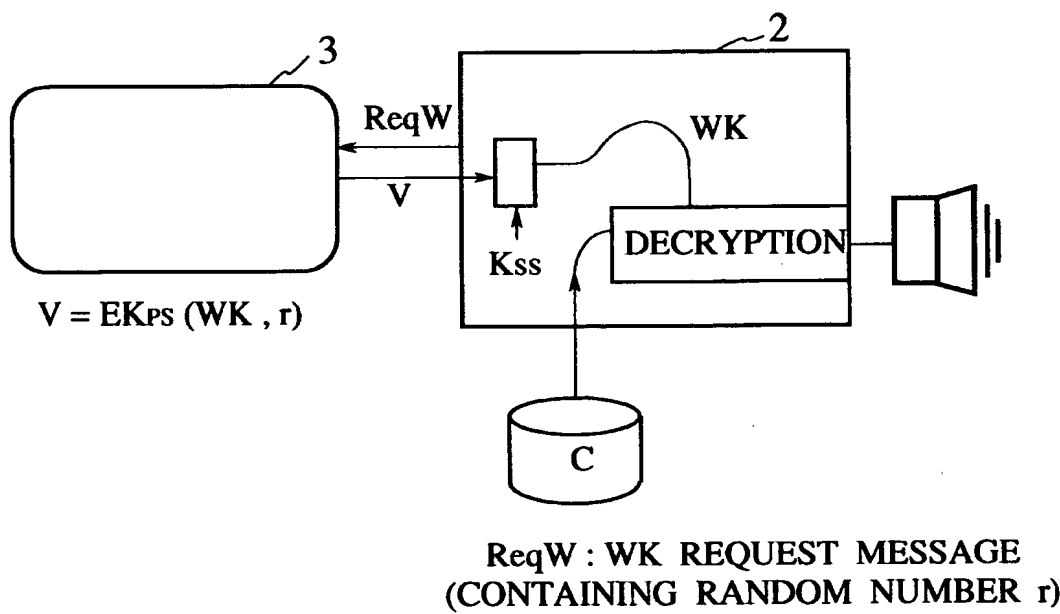 3
2
ReqW
WK
V
Kss
DECRYPTION
V = EKPS (WK , r)
C
ReqW : WK REQUEST MESSAGE
(CONTAINING RANDOM NUMBER r)